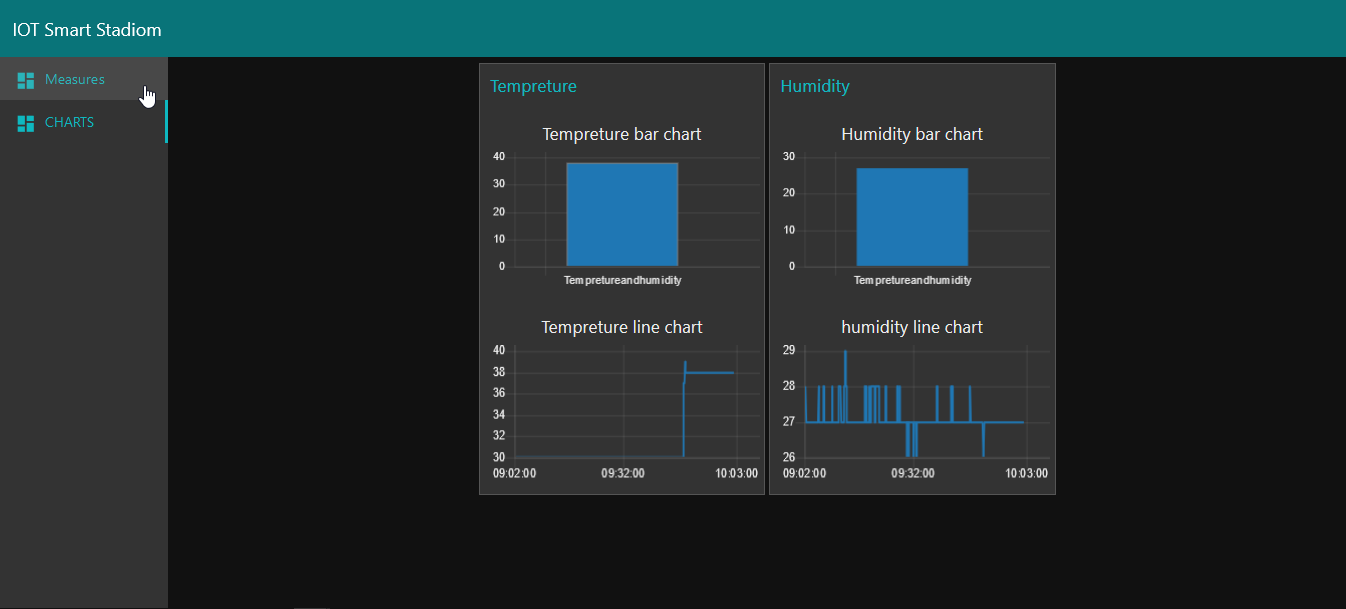 IOT Smart Stadiom
Measures
CHARTS
Tempreture
Tempreture bar chart
40
30
20
10
0
Tempretureandhumidity
Tempreture line chart
40
38
36
34
32
30
09:02:00 09:32:00 10:03:00
Humidity
Humidity bar chart
30
20
10
0
Tempretureandhumidity
humidity line chart
29
28
27
26
09:02:00 09:32:00 10:03:00